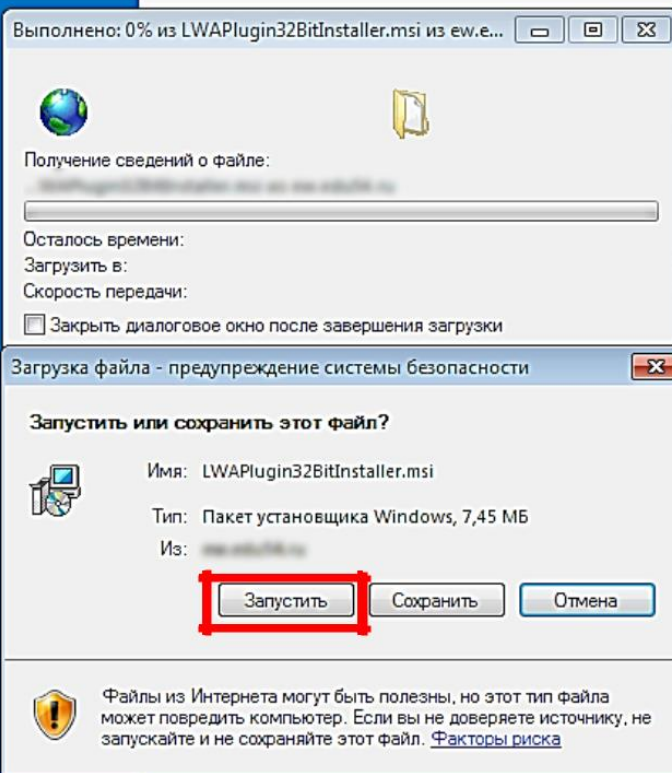 Выполнено: 0% из LWAPlugin32BitInstaller.msi из ew.e...
Получение сведений о файле:
Осталось времени:
Загрузить в:
Скорость передачи:
Закрыть диалоговое окно после завершения загрузки
Загрузка файла - предупреждение системы безопасности
Запустить или сохранить этот файл?
Имя: LWAPlugin32BitInstaller.msi
Тип: Пакет установщика Windows, 7,45 МБ
Из:
Запустить Сохранить Отмена
Файлы из Интернета могут быть полезны, но этот тип файла
может повредить компьютер. Если вы не доверяете источнику, не
запускайте и не сохраняйте этот файл. Факторы риска